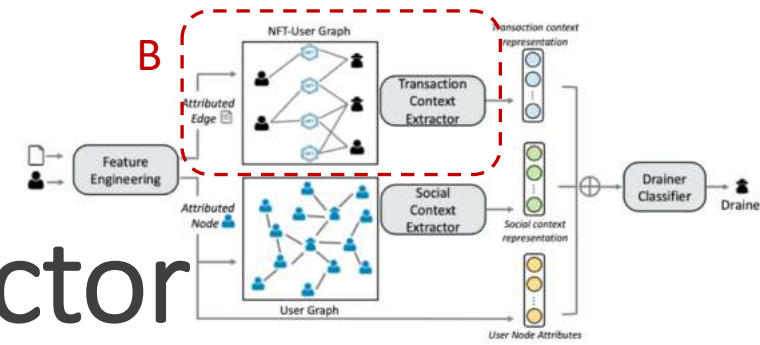 B
NFT-User Graph
Transaction context
representation
Attributed
Edge
Transaction
Context
Extractor
Feature
Engineering
Attributed
Node
Social
Context
Extractor
Drainer
Classifier
Draine
Social context
representation
ctor
User Graph
User Node Attributes